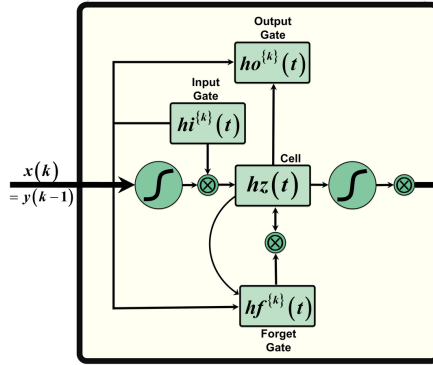 Output
Gate
ho^{k}(t)
Input
Gate
hi^{k}(t)
Cell
x(k)
= y(k−1)
hz(t)
hf^{k}(t)
Forget
Gate